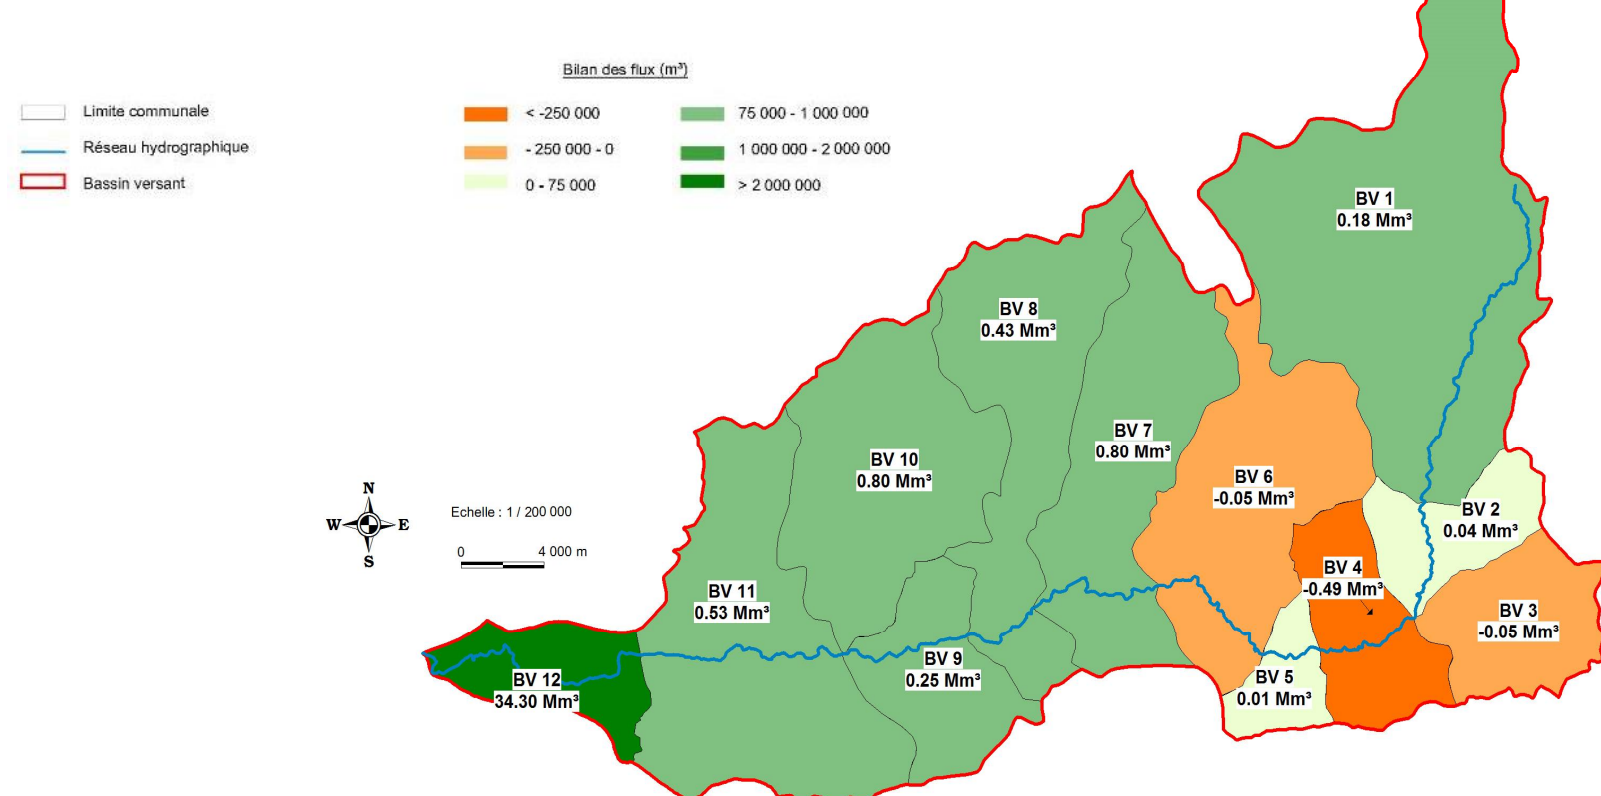 Bilan des flux (m³)
Limite communale
Réseau hydrographique
Bassin versant
< -250 000
- 250 000 - 0
0 - 75 000
75 000 - 1 000 000
1 000 000 - 2 000 000
> 2 000 000
BV 1
0.18 Mm³
BV 8
0.43 Mm³
BV 7
0.80 Mm³
BV 10
0.80 Mm³
BV 6
-0.05 Mm³
BV 2
0.04 Mm³
N
W
E
S
Echelle : 1 / 200 000
0
4 000 m
BV 4
-0.49 Mm³
BV 11
0.53 Mm³
BV 3
-0.05 Mm³
BV 9
0.25 Mm³
BV 5
0.01 Mm³
BV 12
34.30 Mm³